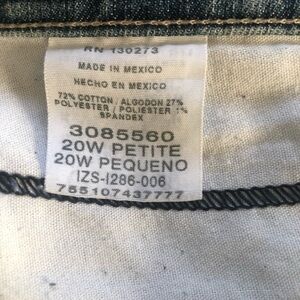 RN 130273
MADE IN MEXICO
HECHO EN MEXICO
72% COTTON / ALGODON 27%
POLYESTER / POLIESTER 1%
SPANDEX
3085560
20W PETITE
20W PEQUENO
IZS-I286-006
755107437777